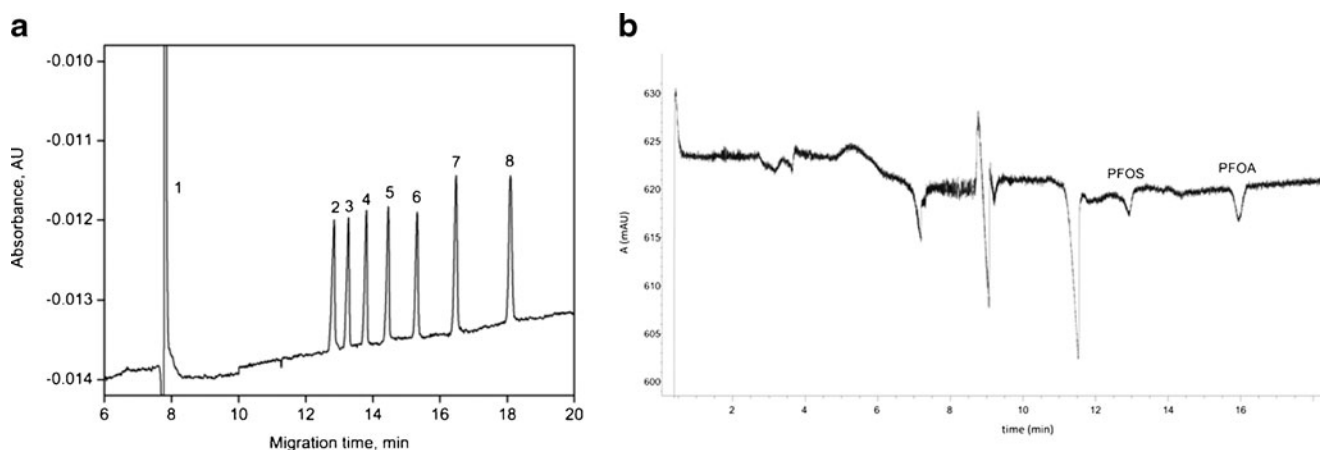 a
-0.010
-0.011
-0.012
-0.013
-0.014
Absorbance, AU
1
2 3 4 5 6 7 8
6 8 10 12 14 16 18 20
Migration time, min
b
630
625
620
615
610
605
600
A (mAU)
PFOS
PFOA
2 4 6 8 10 12 14 16
time (min)